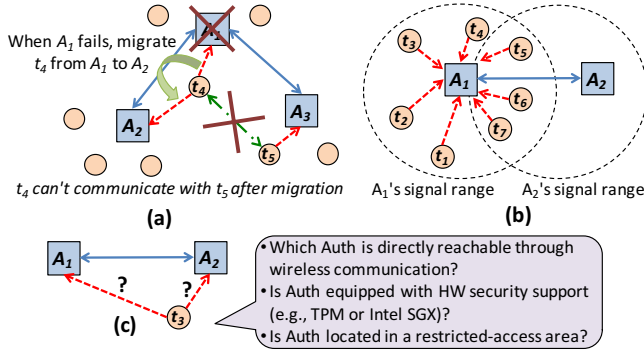 When A1 fails, migrate
t4 from A1 to A2
A1
t4
A2
A3
t5
t4 can't communicate with t5 after migration
(a)
t3
t4
t5
A1
A2
t2
t6
t7
t1
A1's signal range
A2's signal range
(b)
A1
A2
?
?
t3
(c)
•Which Auth is directly reachable through
wireless communication?
•Is Auth equipped with HW security support
(e.g., TPM or Intel SGX)?
•Is Auth located in a restricted-access area?